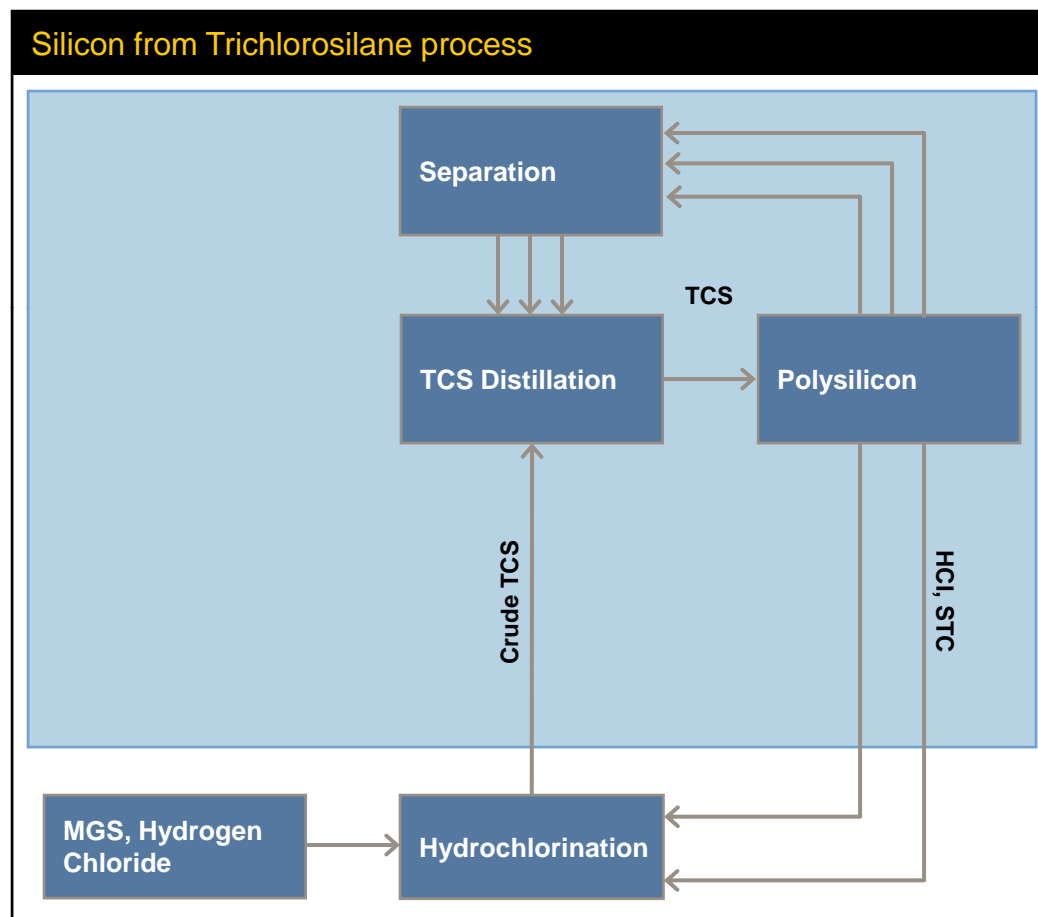 Silicon from Trichlorosilane process
Separation
TCS
TCS Distillation
Polysilicon
Crude TCS
HCl, STC
MGS, Hydrogen
Chloride
Hydrochlorination